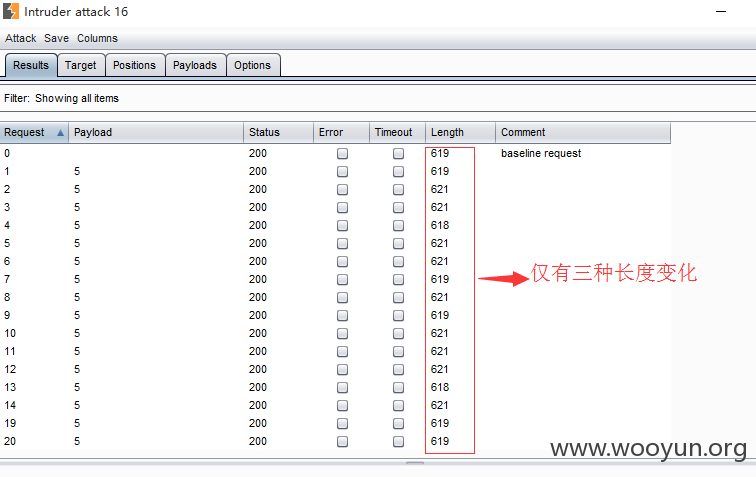 Intruder attack 16
Attack Save Columns
Results Target Positions Payloads Options
Filter: Showing all items
Request Payload Status Error Timeout Length Comment
0 200 619 baseline request
1 5 200 619
2 5 200 621
3 5 200 621
4 5 200 618
5 5 200 621
6 5 200 621
7 5 200 619
仅有三种长度变化
8 5 200 621
9 5 200 619
10 5 200 621
11 5 200 621
12 5 200 621
13 5 200 618
14 5 200 621
19 5 200 619
20 5 200 619
www.wooyun.org